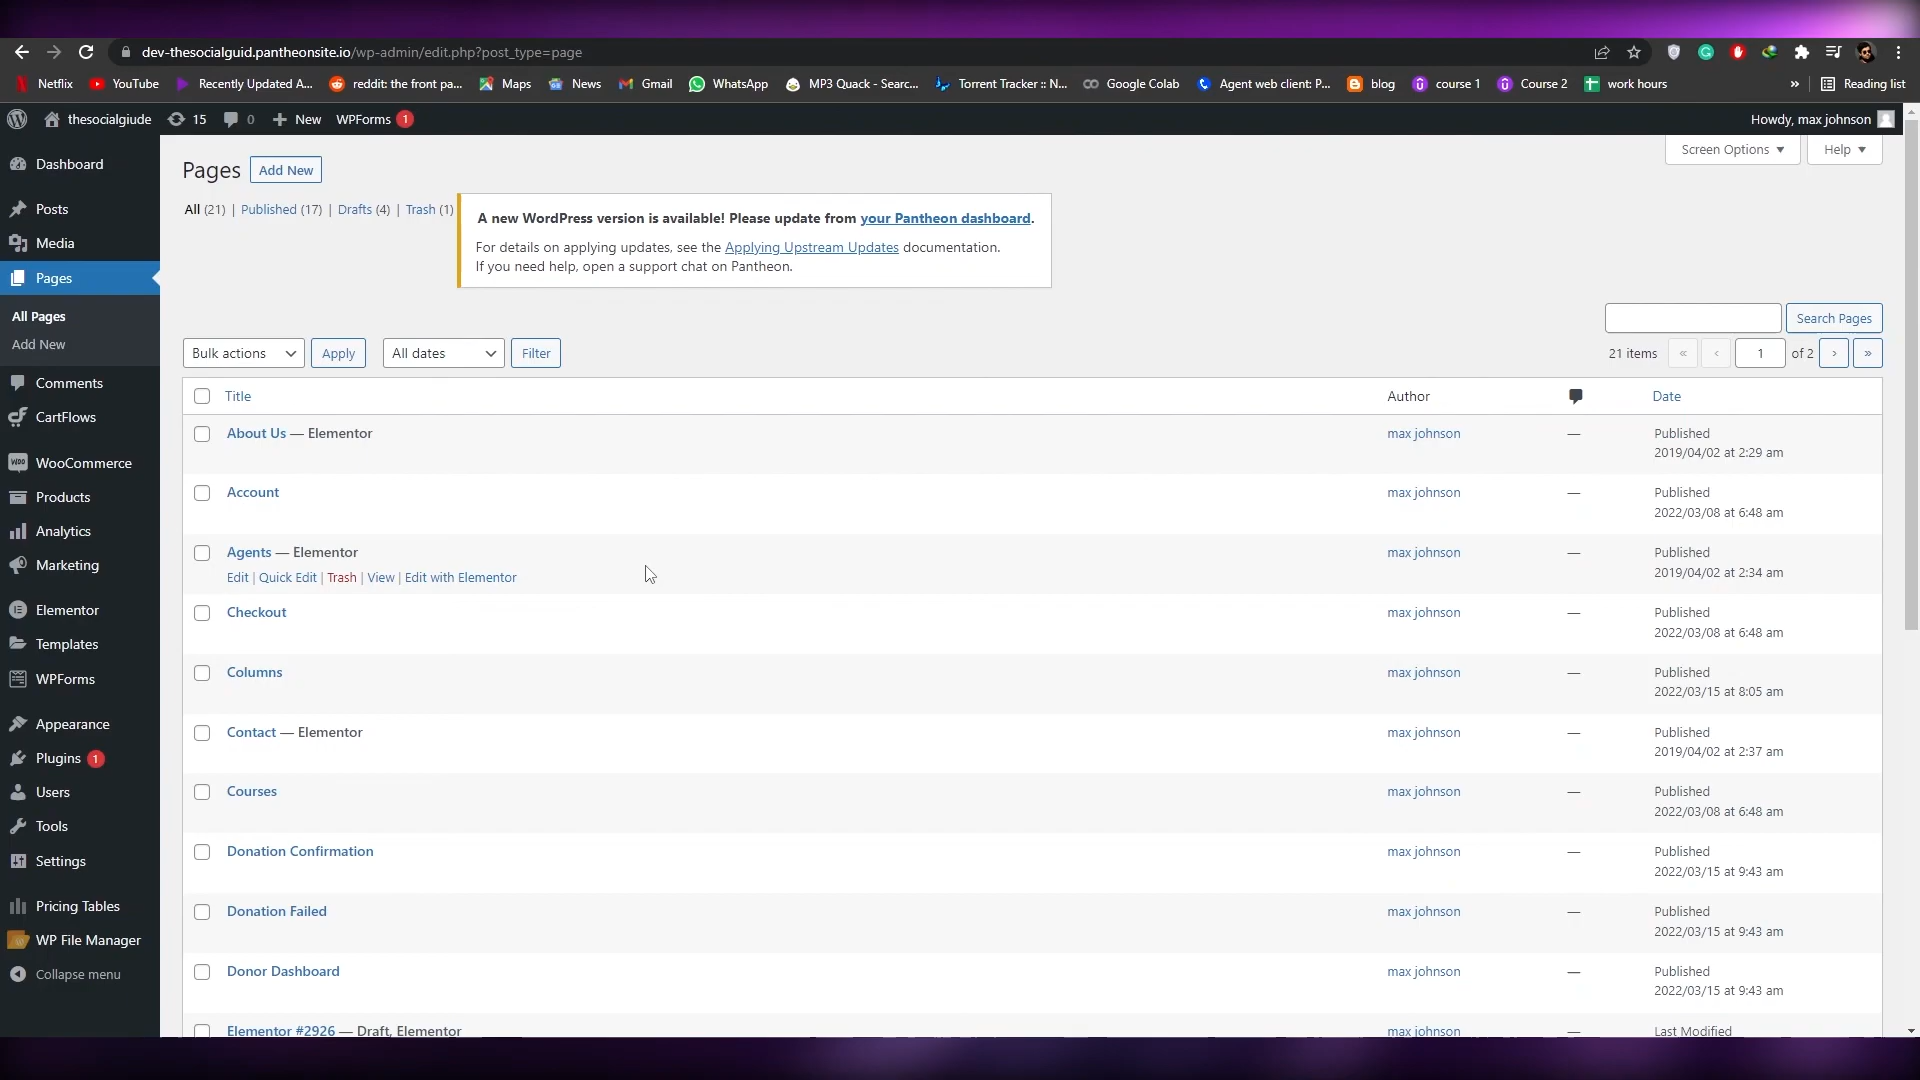 dev-thesocialguid.pantheonsite.io/wp-admin/edit.php?post_type=page
Netflix YouTube Recently Updated A... reddit: the front pa... Maps News Gmail WhatsApp MP3 Quack - Searc... Torrent Tracker :: N... Google Colab Agent web client: P... blog course 1 Course 2 work hours » Reading list
thesocialgiude 15 0 New WPForms 1 Howdy, max johnson
Dashboard
Posts
Media
Pages
All Pages
Add New
Comments
CartFlows
WooCommerce
Products
Analytics
Marketing
Elementor
Templates
WPForms
Appearance
Plugins 1
Users
Tools
Settings
Pricing Tables
WP File Manager
Collapse menu
Screen Options ▼ Help ▼
Pages Add New
All (21) | Published (17) | Drafts (4) | Trash (1)
A new WordPress version is available! Please update from your Pantheon dashboard.
For details on applying updates, see the Applying Upstream Updates documentation.
If you need help, open a support chat on Pantheon.
Search Pages
Bulk actions Apply All dates Filter 21 items « ‹ 1 of 2 › »
Title Author Date
About Us — Elementor max johnson — Published
2019/04/02 at 2:29 am
Account max johnson — Published
2022/03/08 at 6:48 am
Agents — Elementor max johnson — Published
Edit | Quick Edit | Trash | View | Edit with Elementor 2019/04/02 at 2:34 am
Checkout max johnson — Published
2022/03/08 at 6:48 am
Columns max johnson — Published
2022/03/15 at 8:05 am
Contact — Elementor max johnson — Published
2019/04/02 at 2:37 am
Courses max johnson — Published
2022/03/08 at 6:48 am
Donation Confirmation max johnson — Published
2022/03/15 at 9:43 am
Donation Failed max johnson — Published
2022/03/15 at 9:43 am
Donor Dashboard max johnson — Published
2022/03/15 at 9:43 am
Elementor #2926 — Draft, Elementor max johnson — Last Modified